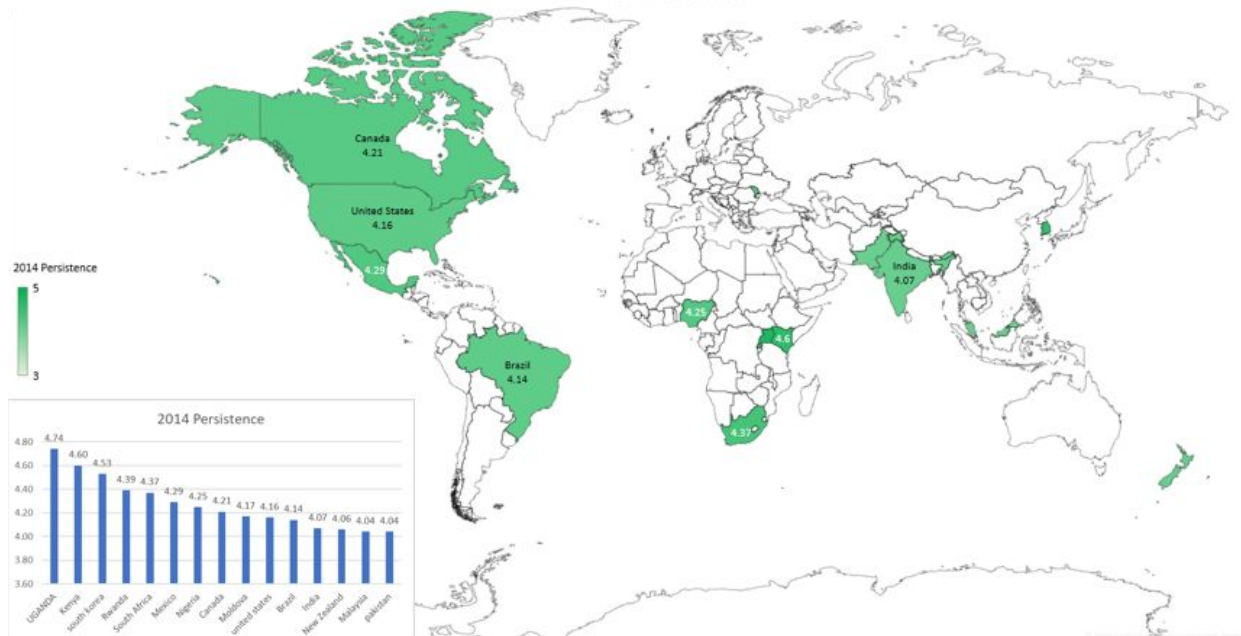 Canada
4.21
United States
4.16
4.29
2014 Persistence
5
3
Brazil
4.14
4.25
4.6
4.37
India
4.07
2014 Persistence
4.80
4.60
4.40
4.20
4.00
3.80
3.60
4.74
4.60
4.53
4.39
4.37
4.29
4.25
4.21
4.17
4.16
4.14
4.07
4.06
4.04
4.04
UGANDA
Kenya
south korea
Rwanda
South Africa
Mexico
Nigeria
Canada
Moldova
united states
Brazil
India
New Zealand
Malaysia
pakistan